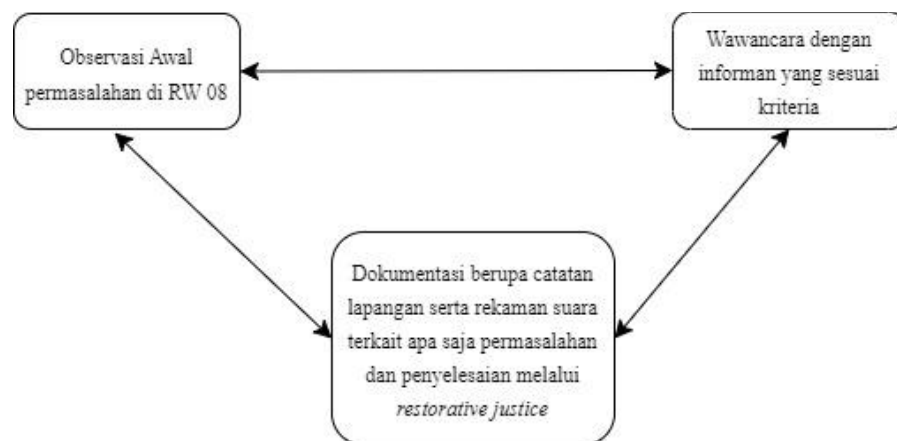 Observasi Awal
permasalahan di RW 08
Wawancara dengan
informan yang sesuai
kriteria
Dokumentasi berupa catatan
lapangan serta rekaman suara
terkait apa saja permasalahan
dan penyelesaian melalui
restorative justice